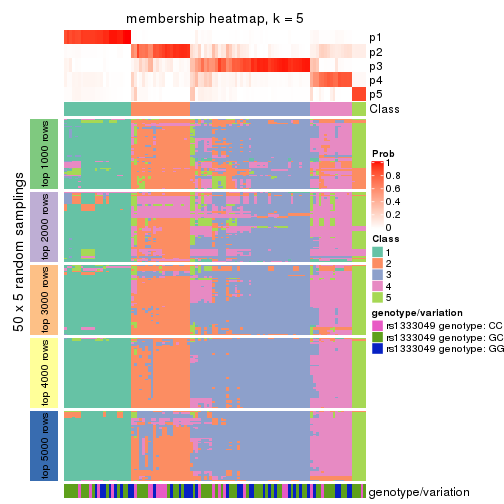 membership heatmap, k = 5
p1
p2
p3
p4
p5
Class
50 x 5 random samplings
top 1000 rows
top 2000 rows
top 3000 rows
top 4000 rows
top 5000 rows
Prob
1
0.8
0.6
0.4
0.2
0
Class
1
2
3
4
5
genotype/variation
rs1333049 genotype: CC
rs1333049 genotype: GC
rs1333049 genotype: GG
genotype/variation